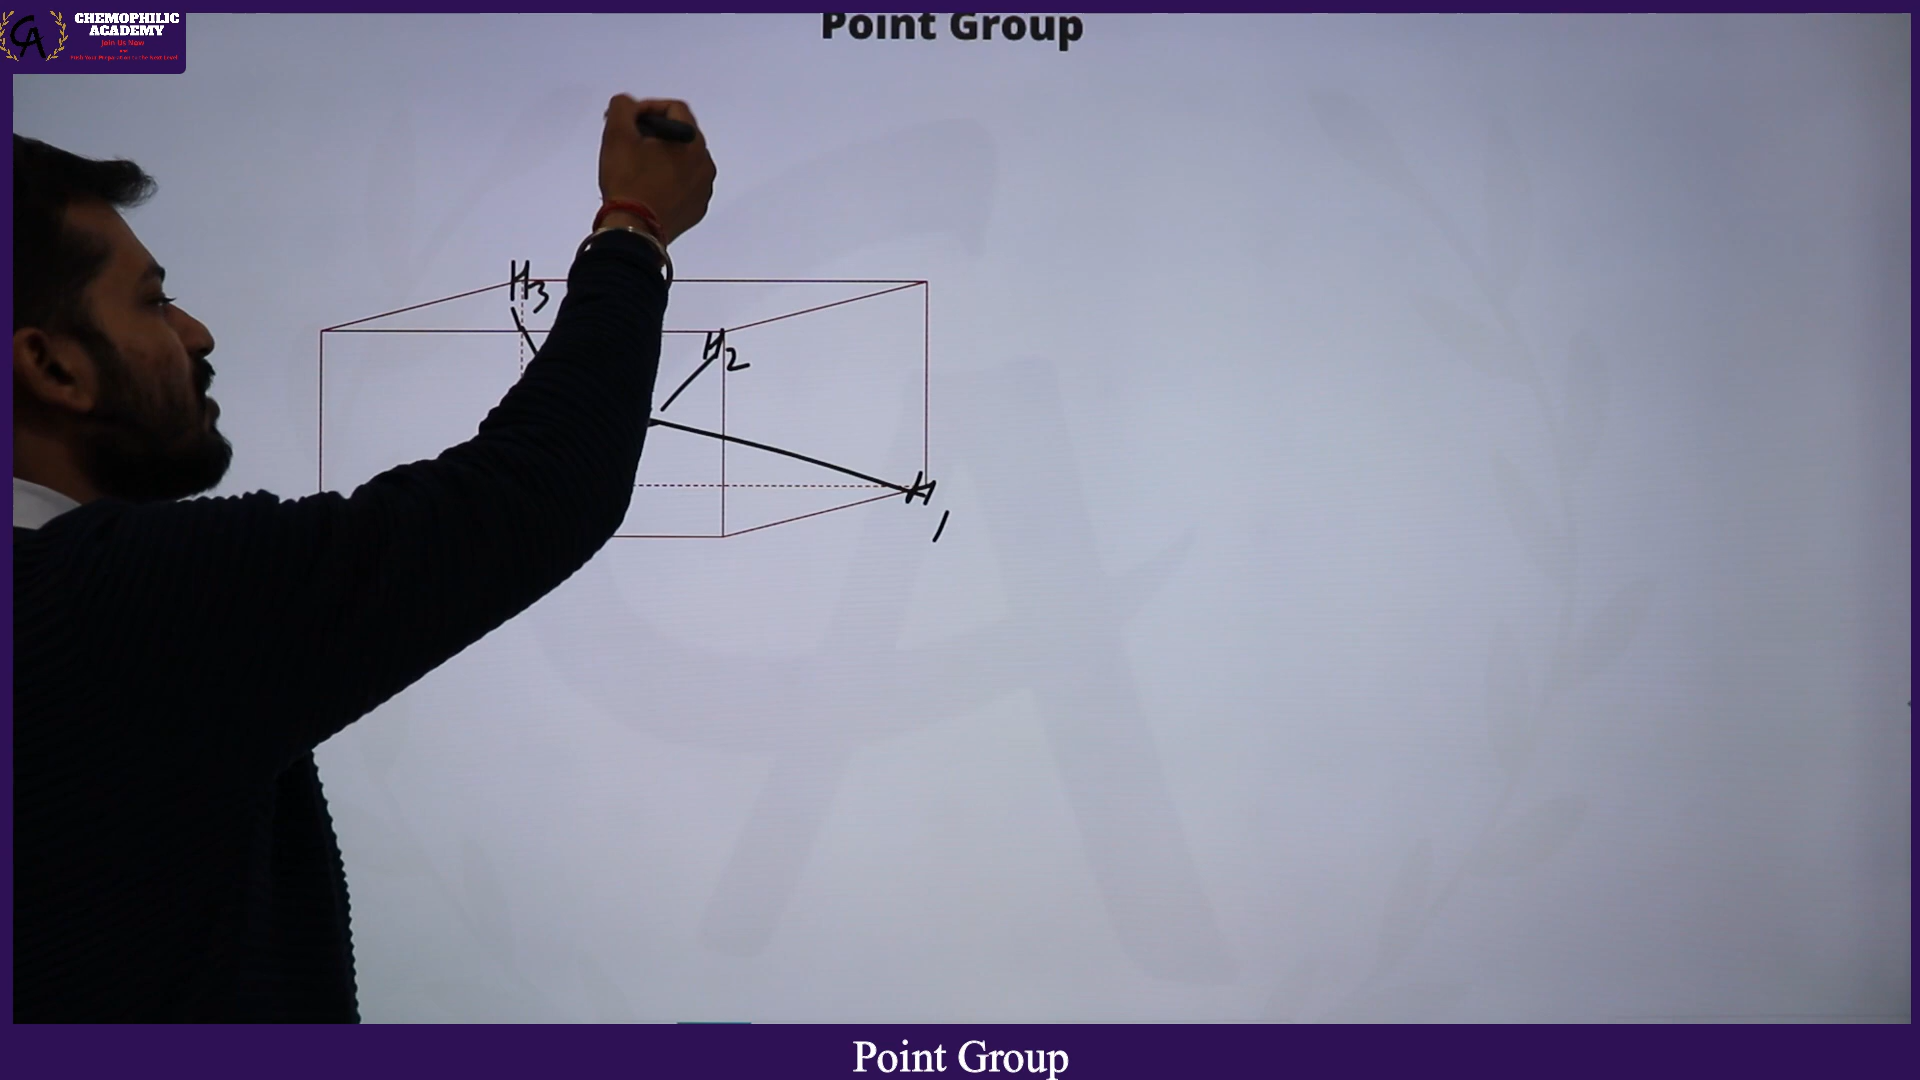 CHEMOPHILIC
ACADEMY
Join Us Now
Point Group
H3
H2
H1
Point Group